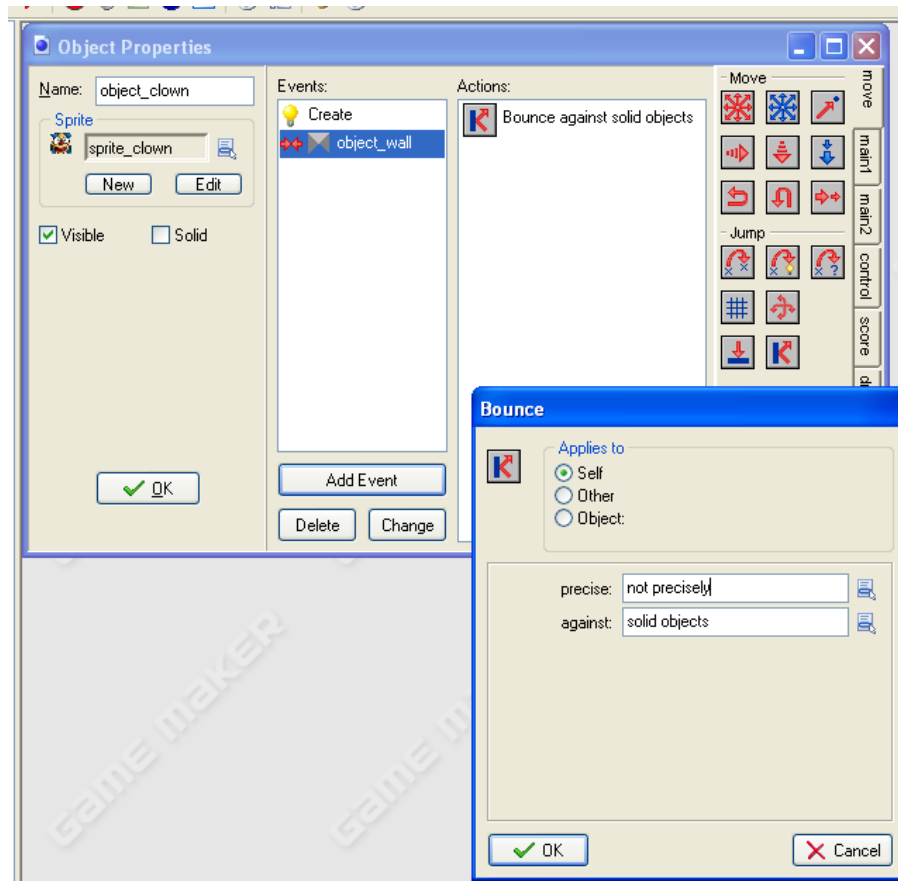 Object Properties
Name: object_clown
Sprite
sprite_clown
New Edit
Visible Solid
OK
Events:
Create
object_wall
Add Event
Delete Change
Actions:
Bounce against solid objects
Move
Jump
move
main1
main2
control
score
Bounce
Applies to
Self
Other
Object:
precise: not precisely
against: solid objects
OK Cancel
GAME MAKER